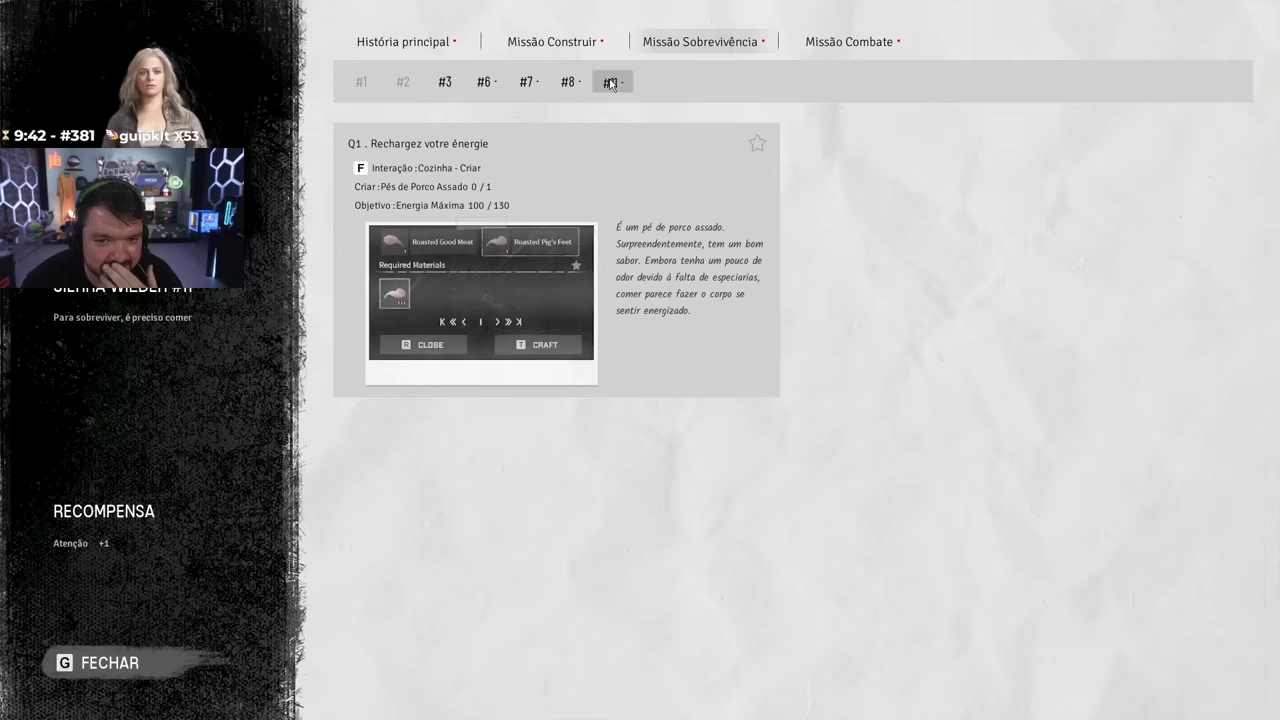 História principal
Missão Construir
Missão Sobrevivência
Missão Combate
#1
#2
#3
#6
#7
#8
9:42 - #381
guipklt X53
Para sobreviver, é preciso comer
RECOMPENSA
Atenção +1
G FECHAR
Q1 . Rechargez votre énergie
F Interação :Cozinha - Criar
Criar :Pés de Porco Assado 0 / 1
Objetivo :Energia Máxima 100 / 130
Roasted Good Meat
Roasted Pig's Feet
Required Materials
1/1
1
R CLOSE
T CRAFT
É um pé de porco assado.
Surpreendentemente, tem um bom
sabor. Embora tenha um pouco de
odor devido à falta de especiarias,
comer parece fazer o corpo se
sentir energizado.